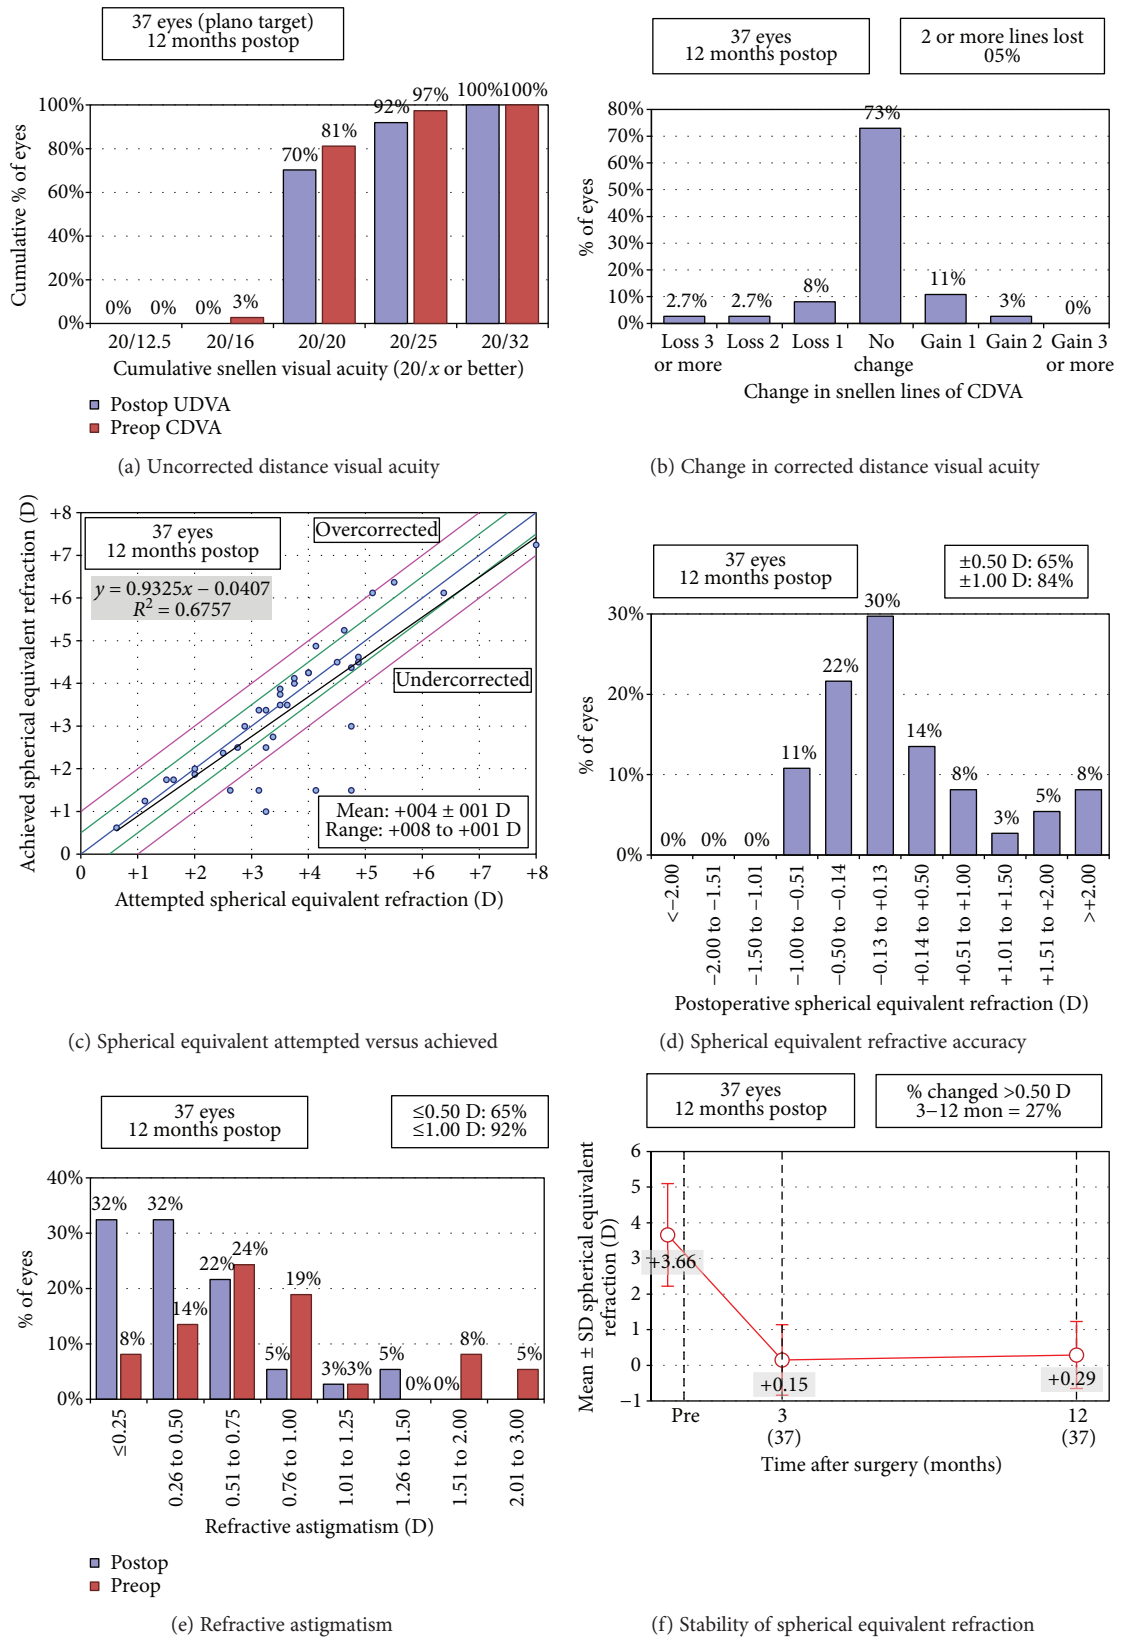 37 eyes (plano target)
12 months postop
Cumulative % of eyes
100%
80%
60%
40%
20%
0%
0%
0%
0%
3%
70%
81%
92%
97%
100%
100%
20/12.5
20/16
20/20
20/25
20/32
Cumulative snellen visual acuity (20/x or better)
Postop UDVA
Preop CDVA
(a) Uncorrected distance visual acuity
37 eyes
12 months postop
2 or more lines lost
05%
% of eyes
80%
70%
60%
50%
40%
30%
20%
10%
0%
2.7%
2.7%
8%
73%
11%
3%
0%
Loss 3
or more
Loss 2
Loss 1
No
change
Gain 1
Gain 2
Gain 3
or more
Change in snellen lines of CDVA
(b) Change in corrected distance visual acuity
Achieved spherical equivalent refraction (D)
+8
+7
+6
+5
+4
+3
+2
+1
0
37 eyes
12 months postop
y = 0.9325x − 0.0407
R² = 0.6757
Overcorrected
Undercorrected
Mean: +004 ± 001 D
Range: +008 to +001 D
0
+1
+2
+3
+4
+5
+6
+7
+8
Attempted spherical equivalent refraction (D)
(c) Spherical equivalent attempted versus achieved
37 eyes
12 months postop
±0.50 D: 65%
±1.00 D: 84%
% of eyes
30%
20%
10%
0%
0%
0%
0%
11%
22%
30%
14%
8%
3%
5%
8%
<−2.00
−2.00 to −1.51
−1.50 to −1.01
−1.00 to −0.51
−0.50 to −0.14
−0.13 to +0.13
+0.14 to +0.50
+0.51 to +1.00
+1.01 to +1.50
+1.51 to +2.00
>+2.00
Postoperative spherical equivalent refraction (D)
(d) Spherical equivalent refractive accuracy
37 eyes
12 months postop
≤0.50 D: 65%
≤1.00 D: 92%
% of eyes
40%
30%
20%
10%
0%
32%
8%
32%
14%
22%
24%
5%
19%
3%
3%
5%
0%
0%
8%
5%
≤0.25
0.26 to 0.50
0.51 to 0.75
0.76 to 1.00
1.01 to 1.25
1.26 to 1.50
1.51 to 2.00
2.01 to 3.00
Refractive astigmatism (D)
Postop
Preop
(e) Refractive astigmatism
37 eyes
12 months postop
% changed >0.50 D
3−12 mon = 27%
Mean ± SD spherical equivalent
refraction (D)
6
5
4
3
2
1
0
−1
+3.66
+0.15
+0.29
Pre
3
(37)
12
(37)
Time after surgery (months)
(f) Stability of spherical equivalent refraction